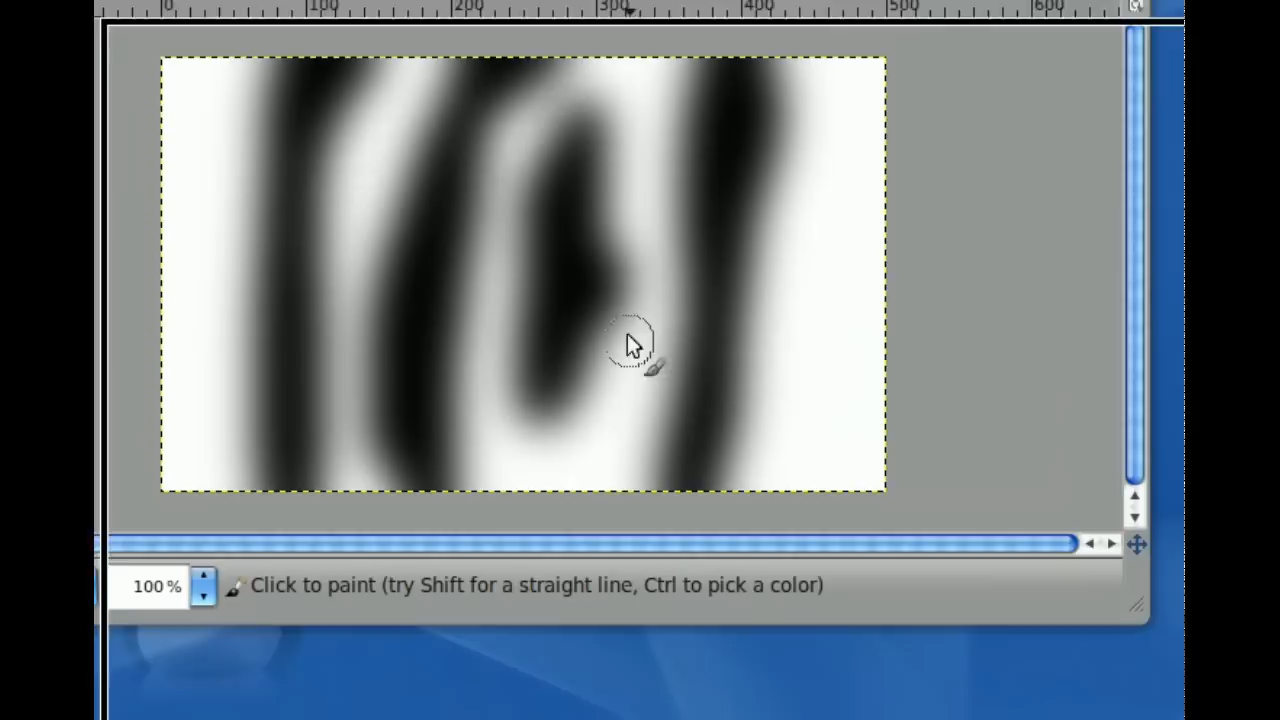 0 100 200 300 400 500 600
100 %
Click to paint (try Shift for a straight line, Ctrl to pick a color)